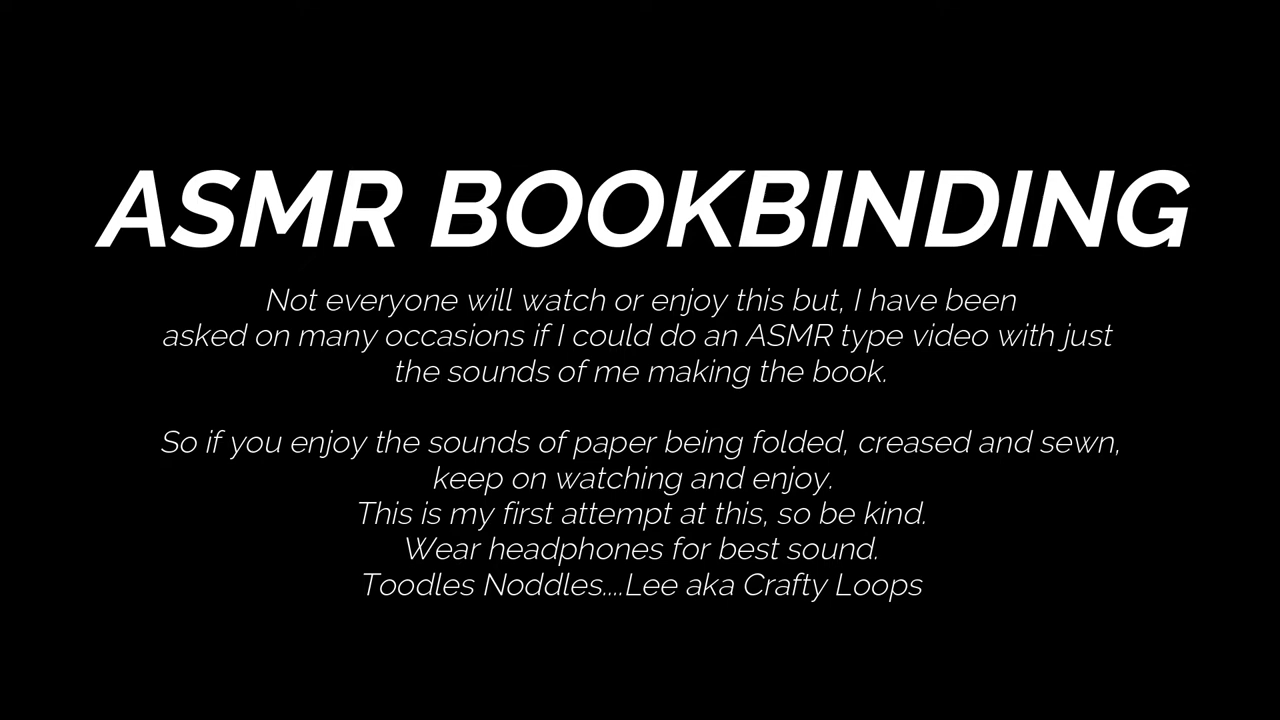 ASMR BOOKBINDING
Not everyone will watch or enjoy this but, I have been
asked on many occasions if I could do an ASMR type video with just
the sounds of me making the book.
So if you enjoy the sounds of paper being folded, creased and sewn,
keep on watching and enjoy.
This is my first attempt at this, so be kind.
Wear headphones for best sound.
Toodles Noddles....Lee aka Crafty Loops